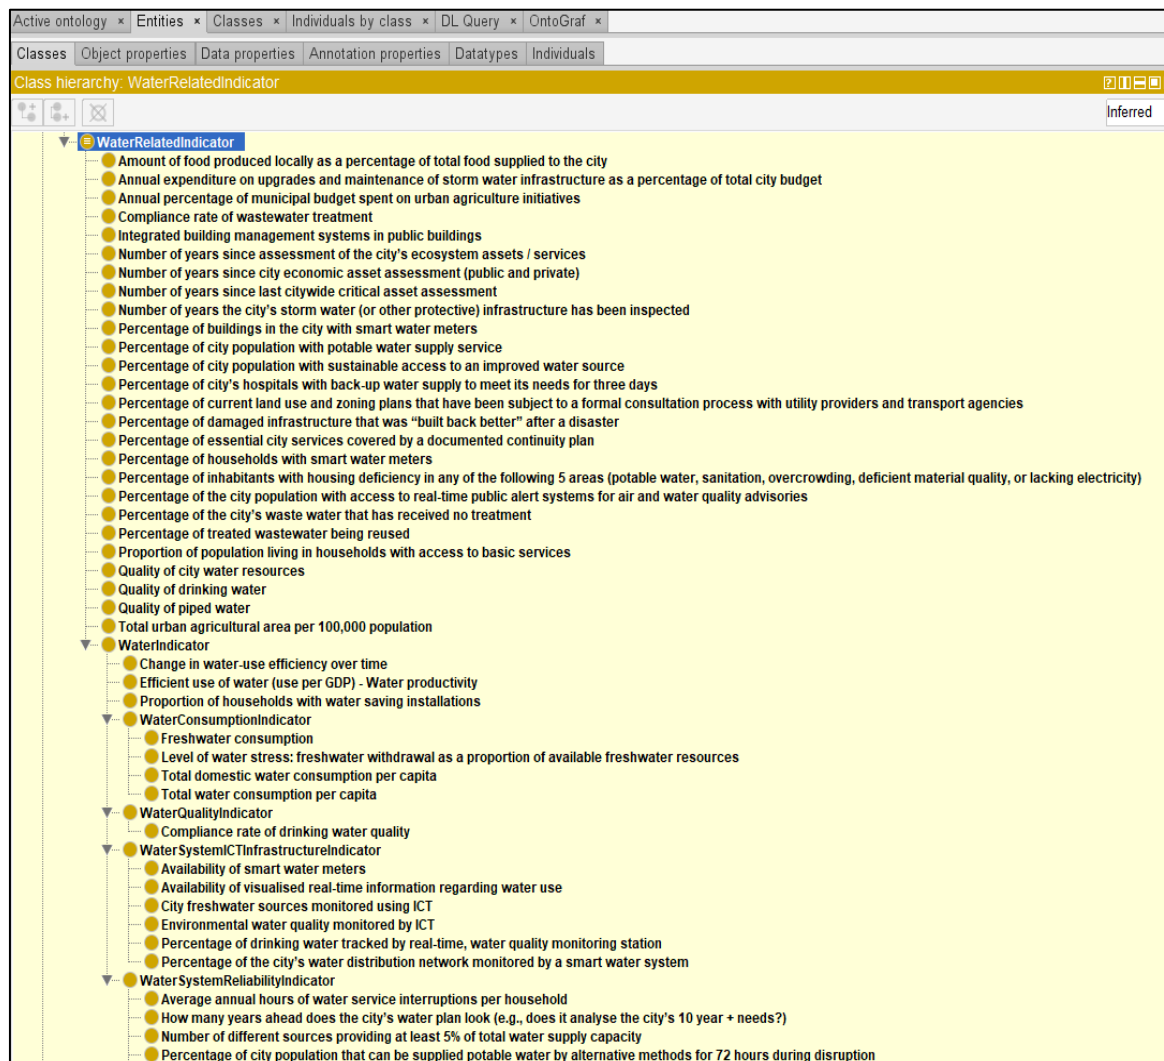 Active ontology × Entities × Classes × Individuals by class × DL Query × OntoGraf ×
Classes Object properties Data properties Annotation properties Datatypes Individuals
Class hierarchy: WaterRelatedIndicator
Inferred
WaterRelatedIndicator
Amount of food produced locally as a percentage of total food supplied to the city
Annual expenditure on upgrades and maintenance of storm water infrastructure as a percentage of total city budget
Annual percentage of municipal budget spent on urban agriculture initiatives
Compliance rate of wastewater treatment
Integrated building management systems in public buildings
Number of years since assessment of the city's ecosystem assets / services
Number of years since city economic asset assessment (public and private)
Number of years since last citywide critical asset assessment
Number of years the city's storm water (or other protective) infrastructure has been inspected
Percentage of buildings in the city with smart water meters
Percentage of city population with potable water supply service
Percentage of city population with sustainable access to an improved water source
Percentage of city's hospitals with back-up water supply to meet its needs for three days
Percentage of current land use and zoning plans that have been subject to a formal consultation process with utility providers and transport agencies
Percentage of damaged infrastructure that was “built back better” after a disaster
Percentage of essential city services covered by a documented continuity plan
Percentage of households with smart water meters
Percentage of inhabitants with housing deficiency in any of the following 5 areas (potable water, sanitation, overcrowding, deficient material quality, or lacking electricity)
Percentage of the city population with access to real-time public alert systems for air and water quality advisories
Percentage of the city's waste water that has received no treatment
Percentage of treated wastewater being reused
Proportion of population living in households with access to basic services
Quality of city water resources
Quality of drinking water
Quality of piped water
Total urban agricultural area per 100,000 population
WaterIndicator
Change in water-use efficiency over time
Efficient use of water (use per GDP) - Water productivity
Proportion of households with water saving installations
WaterConsumptionIndicator
Freshwater consumption
Level of water stress: freshwater withdrawal as a proportion of available freshwater resources
Total domestic water consumption per capita
Total water consumption per capita
WaterQualityIndicator
Compliance rate of drinking water quality
WaterSystemICTInfrastructureIndicator
Availability of smart water meters
Availability of visualised real-time information regarding water use
City freshwater sources monitored using ICT
Environmental water quality monitored by ICT
Percentage of drinking water tracked by real-time, water quality monitoring station
Percentage of the city's water distribution network monitored by a smart water system
WaterSystemReliabilityIndicator
Average annual hours of water service interruptions per household
How many years ahead does the city's water plan look (e.g., does it analyse the city's 10 year + needs?)
Number of different sources providing at least 5% of total water supply capacity
Percentage of city population that can be supplied potable water by alternative methods for 72 hours during disruption